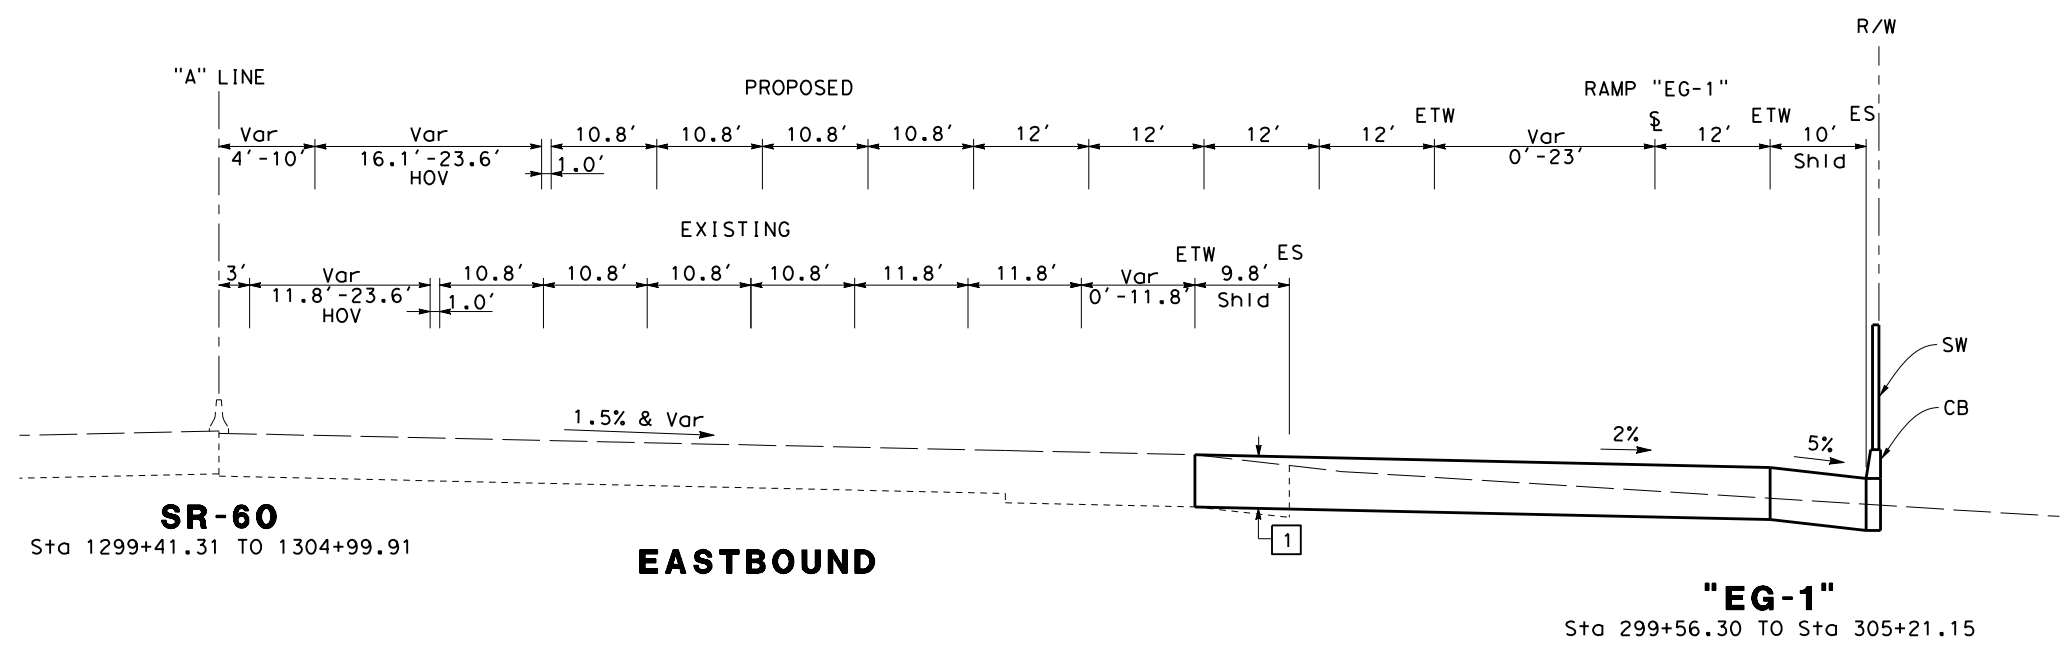 R/W
"A" LINE
PROPOSED
RAMP "EG-1"
ETW
℄
ETW
ES
Var
Var
10.8'
10.8'
10.8'
10.8'
12'
12'
12'
12'
Var
12'
10'
4'-10'
16.1'-23.6'
1.0'
0'-23'
Shld
HOV
EXISTING
ETW
ES
3'
Var
10.8'
10.8'
10.8'
10.8'
11.8'
11.8'
Var
9.8'
11.8'-23.6'
1.0'
0'-11.8'
Shld
HOV
SW
CB
1.5% & Var
2%
5%
SR-60
Sta 1299+41.31 TO 1304+99.91
1
EASTBOUND
"EG-1"
Sta 299+56.30 TO Sta 305+21.15